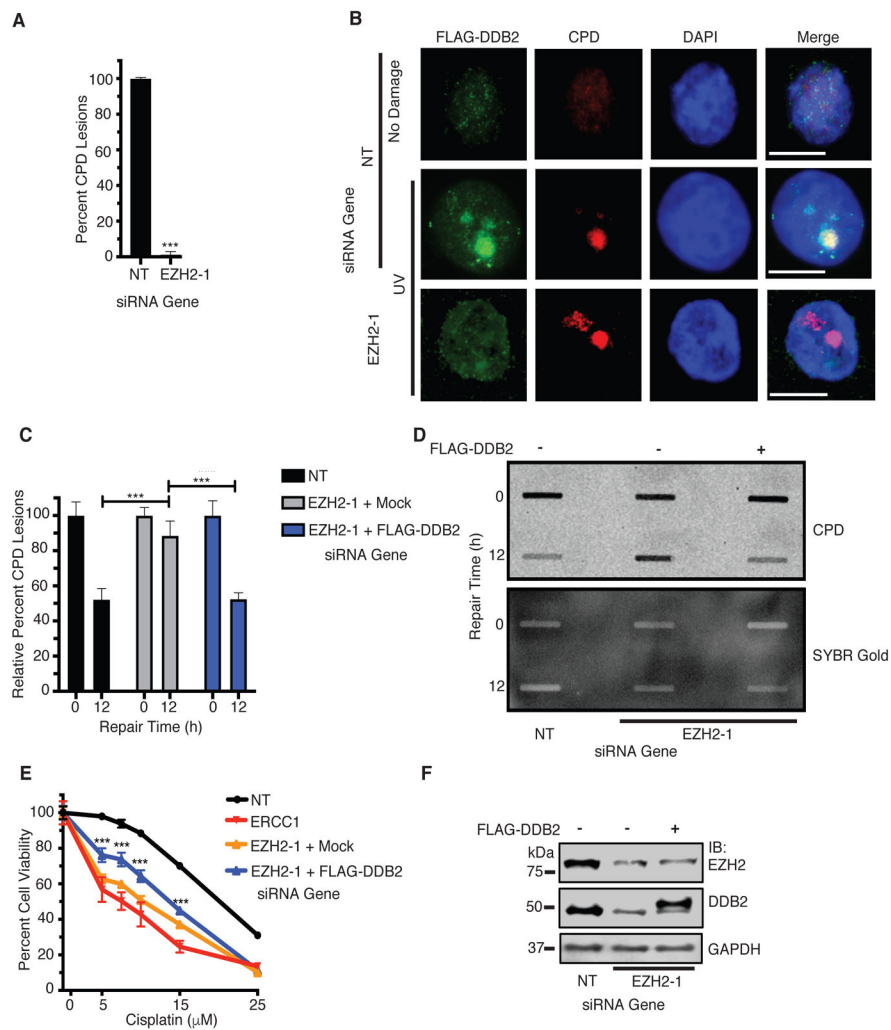 A
Percent CPD Lesions
100
80
60
40
20
0
***
NT EZH2-1
siRNA Gene
B
FLAG-DDB2 CPD DAPI Merge
siRNA Gene
NT
No Damage
UV
EZH2-1
C
Relative Percent CPD Lesions
100
80
60
40
20
0
*** ***
0 12 0 12 0 12
Repair Time (h)
NT
EZH2-1 + Mock
EZH2-1 + FLAG-DDB2
siRNA Gene
D
FLAG-DDB2 - - +
Repair Time (h)
0
12
CPD
0
12
SYBR Gold
NT EZH2-1
siRNA Gene
E
Percent Cell Viability
100
80
60
40
20
0
*** *** *** ***
0 5 15 25
Cisplatin (µM)
NT
ERCC1
EZH2-1 + Mock
EZH2-1 + FLAG-DDB2
siRNA Gene
F
FLAG-DDB2 - - +
kDa IB:
75 EZH2
50 DDB2
37 GAPDH
NT EZH2-1
siRNA Gene